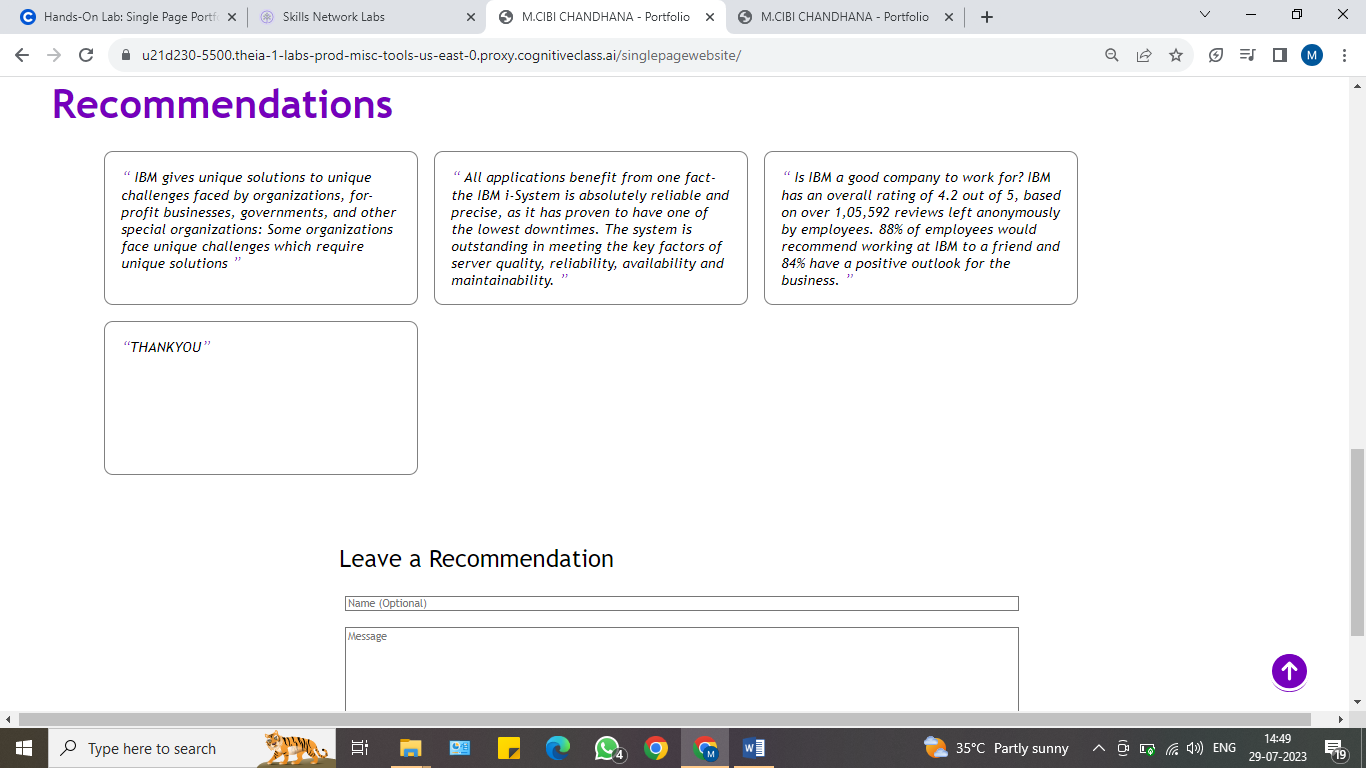 Hands-On Lab: Single Page Portf
Skills Network Labs
M.CIBI CHANDHANA - Portfolio
M.CIBI CHANDHANA - Portfolio
u21d230-5500.theia-1-labs-prod-misc-tools-us-east-0.proxy.cognitiveclass.ai/singlepagewebsite/
M
Recommendations
“ IBM gives unique solutions to unique
challenges faced by organizations, for-
profit businesses, governments, and other
special organizations: Some organizations
face unique challenges which require
unique solutions ”
“ All applications benefit from one fact-
the IBM i-System is absolutely reliable and
precise, as it has proven to have one of
the lowest downtimes. The system is
outstanding in meeting the key factors of
server quality, reliability, availability and
maintainability. ”
“ Is IBM a good company to work for? IBM
has an overall rating of 4.2 out of 5, based
on over 1,05,592 reviews left anonymously
by employees. 88% of employees would
recommend working at IBM to a friend and
84% have a positive outlook for the
business. ”
“THANKYOU”
Leave a Recommendation
Name (Optional)
Message
Type here to search
4
M
W
35°C Partly sunny
ENG
14:49
29-07-2023
19